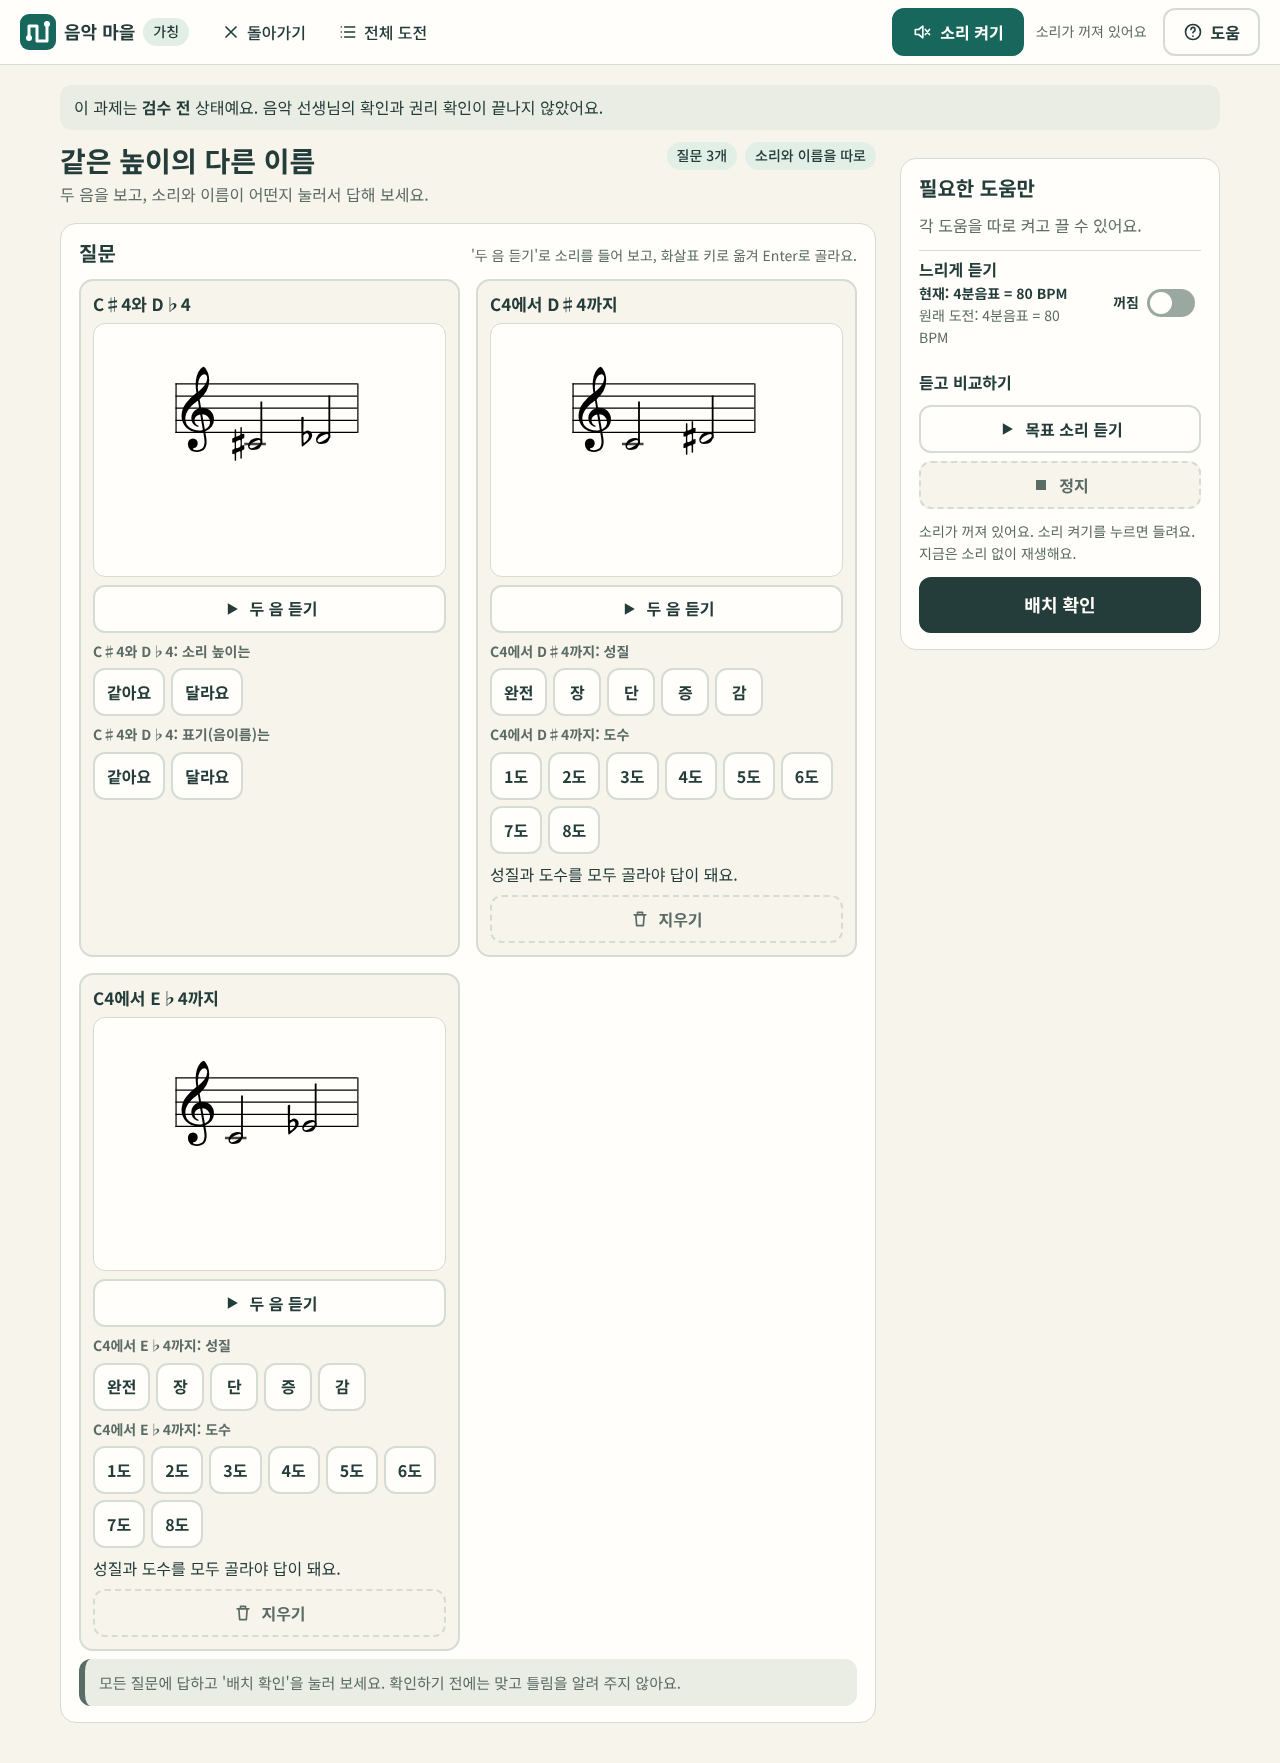 음악 마을 가칭 돌아가기 전체 도전 소리 켜기 소리가 꺼져 있어요 도움
이 과제는 검수 전 상태예요. 음악 선생님의 확인과 권리 확인이 끝나지 않았어요.
같은 높이의 다른 이름
질문 3개 소리와 이름을 따로
두 음을 보고, 소리와 이름이 어떤지 눌러서 답해 보세요.
질문
'두 음 듣기'로 소리를 들어 보고, 화살표 키로 옮겨 Enter로 골라요.
C♯4와 D♭4
두 음 듣기
C♯4와 D♭4: 소리 높이는
같아요 달라요
C♯4와 D♭4: 표기(음이름)는
같아요 달라요
C4에서 D♯4까지
두 음 듣기
C4에서 D♯4까지: 성질
완전 장 단 증 감
C4에서 D♯4까지: 도수
1도 2도 3도 4도 5도 6도
7도 8도
성질과 도수를 모두 골라야 답이 돼요.
지우기
C4에서 E♭4까지
두 음 듣기
C4에서 E♭4까지: 성질
완전 장 단 증 감
C4에서 E♭4까지: 도수
1도 2도 3도 4도 5도 6도
7도 8도
성질과 도수를 모두 골라야 답이 돼요.
지우기
모든 질문에 답하고 '배치 확인'을 눌러 보세요. 확인하기 전에는 맞고 틀림을 알려 주지 않아요.
필요한 도움만
각 도움을 따로 켜고 끌 수 있어요.
느리게 듣기
현재: 4분음표 = 80 BPM
원래 도전: 4분음표 = 80
BPM
꺼짐
듣고 비교하기
목표 소리 듣기
정지
소리가 꺼져 있어요. 소리 켜기를 누르면 들려요.
지금은 소리 없이 재생해요.
배치 확인